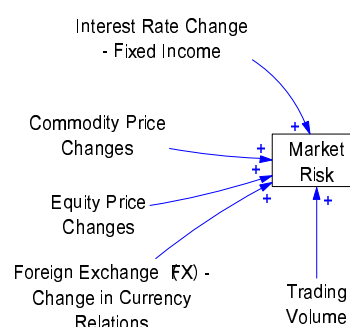 Interest Rate Change
- Fixed Income
Commodity Price
Changes
Market
Risk
Equity Price
Changes
Foreign Exchange (FX) -
Change in Currency
Relations
Trading
Volume